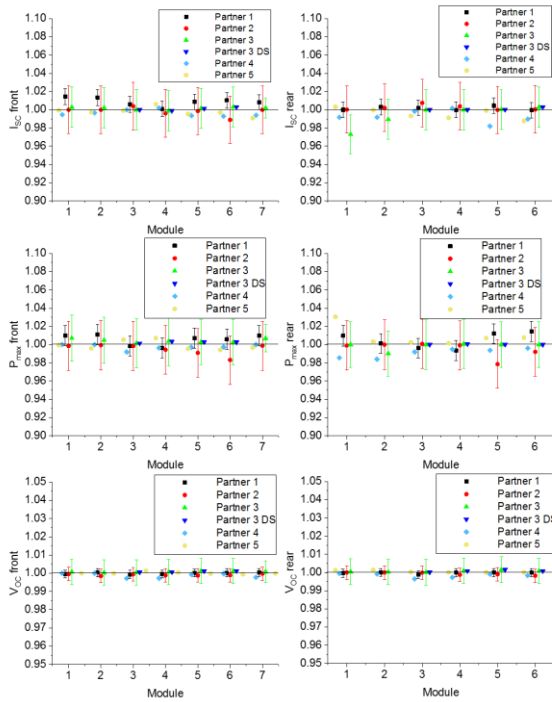 1.10
1.08
1.06
1.04
1.02
1.00
0.98
0.96
0.94
0.92
0.90
I_SC front
Partner 1
Partner 2
Partner 3
Partner 3 DS
Partner 4
Partner 5
1 2 3 4 5 6 7
Module
1.10
1.08
1.06
1.04
1.02
1.00
0.98
0.96
0.94
0.92
0.90
I_SC rear
Partner 1
Partner 2
Partner 3
Partner 3 DS
Partner 4
Partner 5
1 2 3 4 5 6
Module
1.10
1.08
1.06
1.04
1.02
1.00
0.98
0.96
0.94
0.92
0.90
P_max front
Partner 1
Partner 2
Partner 3
Partner 3 DS
Partner 4
Partner 5
1 2 3 4 5 6 7
Module
1.10
1.08
1.06
1.04
1.02
1.00
0.98
0.96
0.94
0.92
0.90
P_max rear
Partner 1
Partner 2
Partner 3
Partner 3 DS
Partner 4
Partner 5
1 2 3 4 5 6
Module
1.05
1.04
1.03
1.02
1.01
1.00
0.99
0.98
0.97
0.96
0.95
V_OC front
Partner 1
Partner 2
Partner 3
Partner 3 DS
Partner 4
Partner 5
1 2 3 4 5 6 7
Module
1.05
1.04
1.03
1.02
1.01
1.00
0.99
0.98
0.97
0.96
0.95
V_OC rear
Partner 1
Partner 2
Partner 3
Partner 3 DS
Partner 4
Partner 5
1 2 3 4 5 6
Module